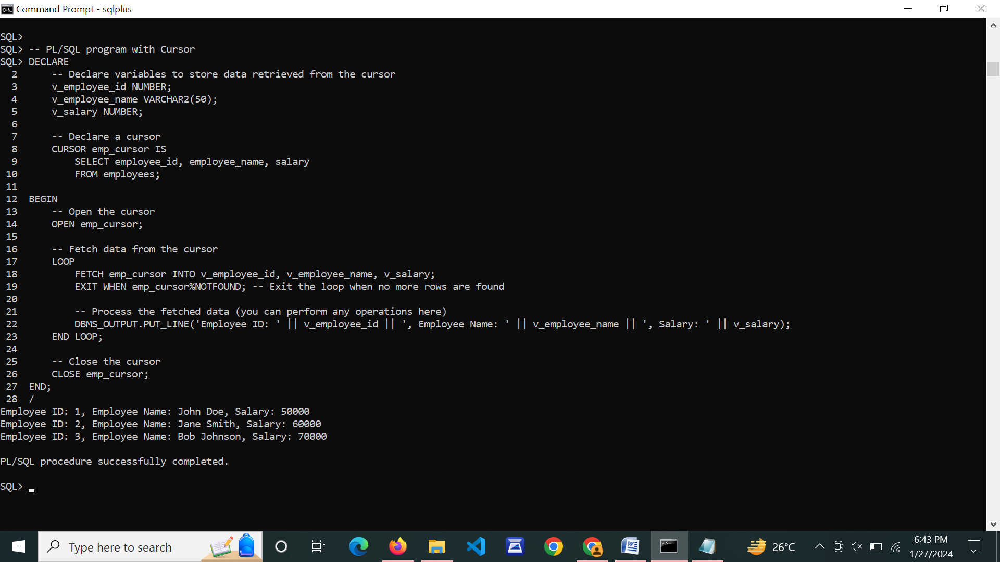 Command Prompt - sqlplus
SQL>
SQL> -- PL/SQL program with Cursor
SQL> DECLARE
  2      -- Declare variables to store data retrieved from the cursor
  3      v_employee_id NUMBER;
  4      v_employee_name VARCHAR2(50);
  5      v_salary NUMBER;
  6
  7      -- Declare a cursor
  8      CURSOR emp_cursor IS
  9          SELECT employee_id, employee_name, salary
 10          FROM employees;
 11
 12  BEGIN
 13      -- Open the cursor
 14      OPEN emp_cursor;
 15
 16      -- Fetch data from the cursor
 17      LOOP
 18          FETCH emp_cursor INTO v_employee_id, v_employee_name, v_salary;
 19          EXIT WHEN emp_cursor%NOTFOUND; -- Exit the loop when no more rows are found
 20
 21          -- Process the fetched data (you can perform any operations here)
 22          DBMS_OUTPUT.PUT_LINE('Employee ID: ' || v_employee_id || ', Employee Name: ' || v_employee_name || ', Salary: ' || v_salary);
 23      END LOOP;
 24
 25      -- Close the cursor
 26      CLOSE emp_cursor;
 27  END;
 28  /
Employee ID: 1, Employee Name: John Doe, Salary: 50000
Employee ID: 2, Employee Name: Jane Smith, Salary: 60000
Employee ID: 3, Employee Name: Bob Johnson, Salary: 70000
PL/SQL procedure successfully completed.
SQL>
Type here to search
26°C
6:43 PM
1/27/2024